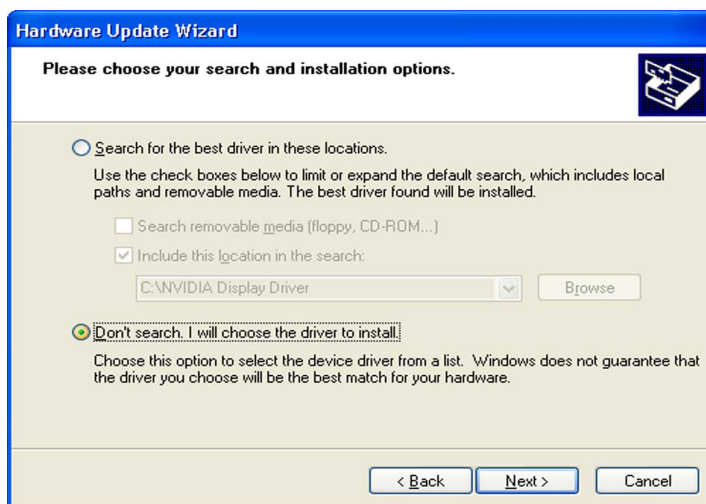 Hardware Update Wizard
Please choose your search and installation options.
Search for the best driver in these locations.
Use the check boxes below to limit or expand the default search, which includes local
paths and removable media. The best driver found will be installed.
Search removable media (floppy, CD-ROM...)
Include this location in the search:
C:\NVIDIA Display Driver
Browse
Don't search. I will choose the driver to install.
Choose this option to select the device driver from a list. Windows does not guarantee that
the driver you choose will be the best match for your hardware.
< Back Next > Cancel